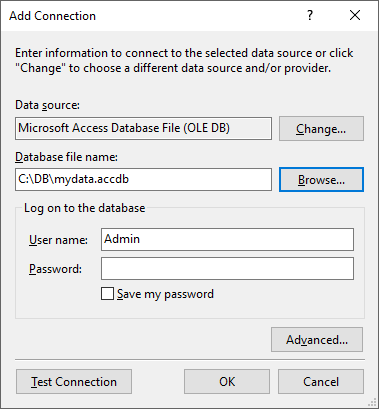 Add Connection ? ×
Enter information to connect to the selected data source or click
"Change" to choose a different data source and/or provider.
Data source:
Microsoft Access Database File (OLE DB) Change...
Database file name:
C:\DB\mydata.accdb Browse...
Log on to the database
User name: Admin
Password:
Save my password
Advanced...
Test Connection OK Cancel